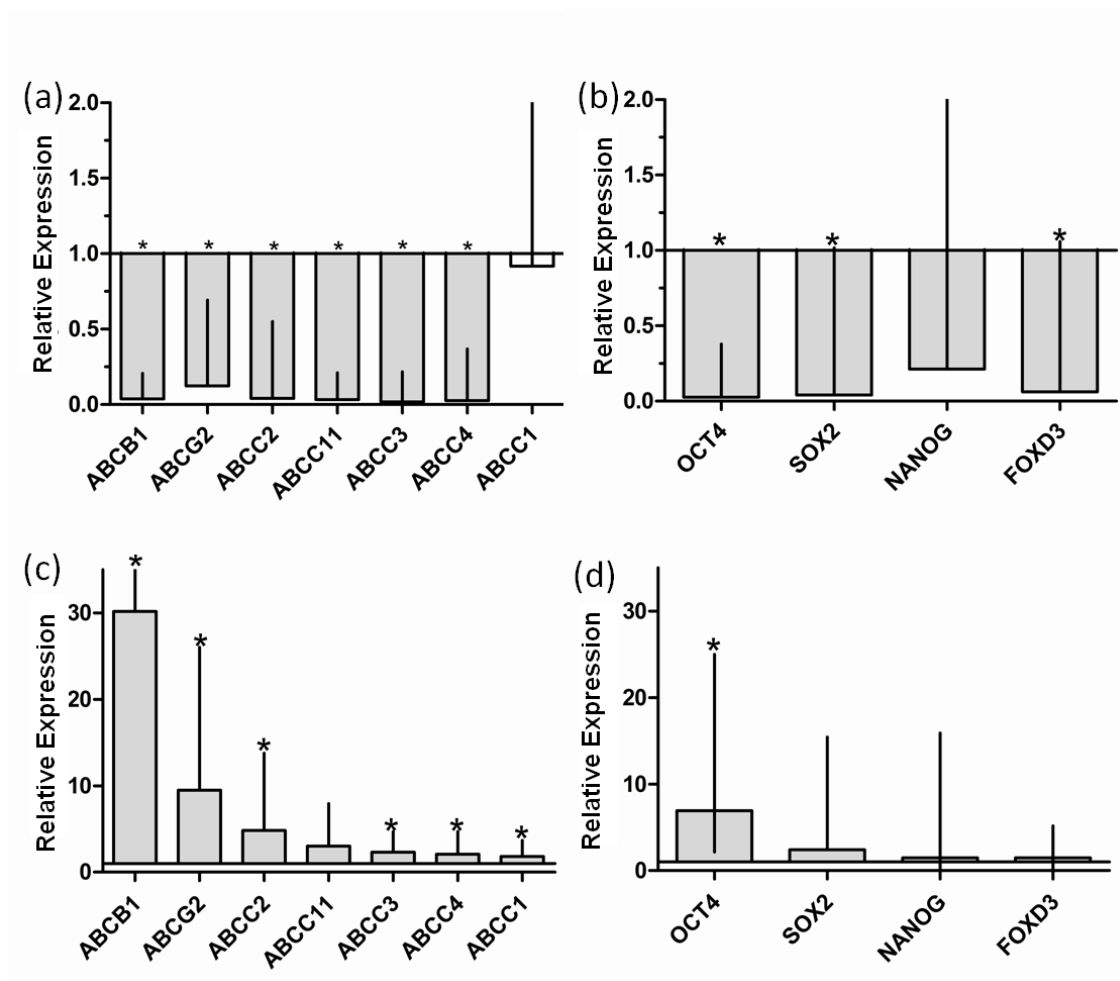 (a)
Relative Expression
2.0
1.5
1.0
0.5
0.0
* * * * * *
ABCB1
ABCG2
ABCC2
ABCC11
ABCC3
ABCC4
ABCC1
(b)
Relative Expression
2.0
1.5
1.0
0.5
0.0
* * *
OCT4
SOX2
NANOG
FOXD3
(c)
Relative Expression
30
20
10
0
* * * * * *
ABCB1
ABCG2
ABCC2
ABCC11
ABCC3
ABCC4
ABCC1
(d)
Relative Expression
30
20
10
0
*
OCT4
SOX2
NANOG
FOXD3